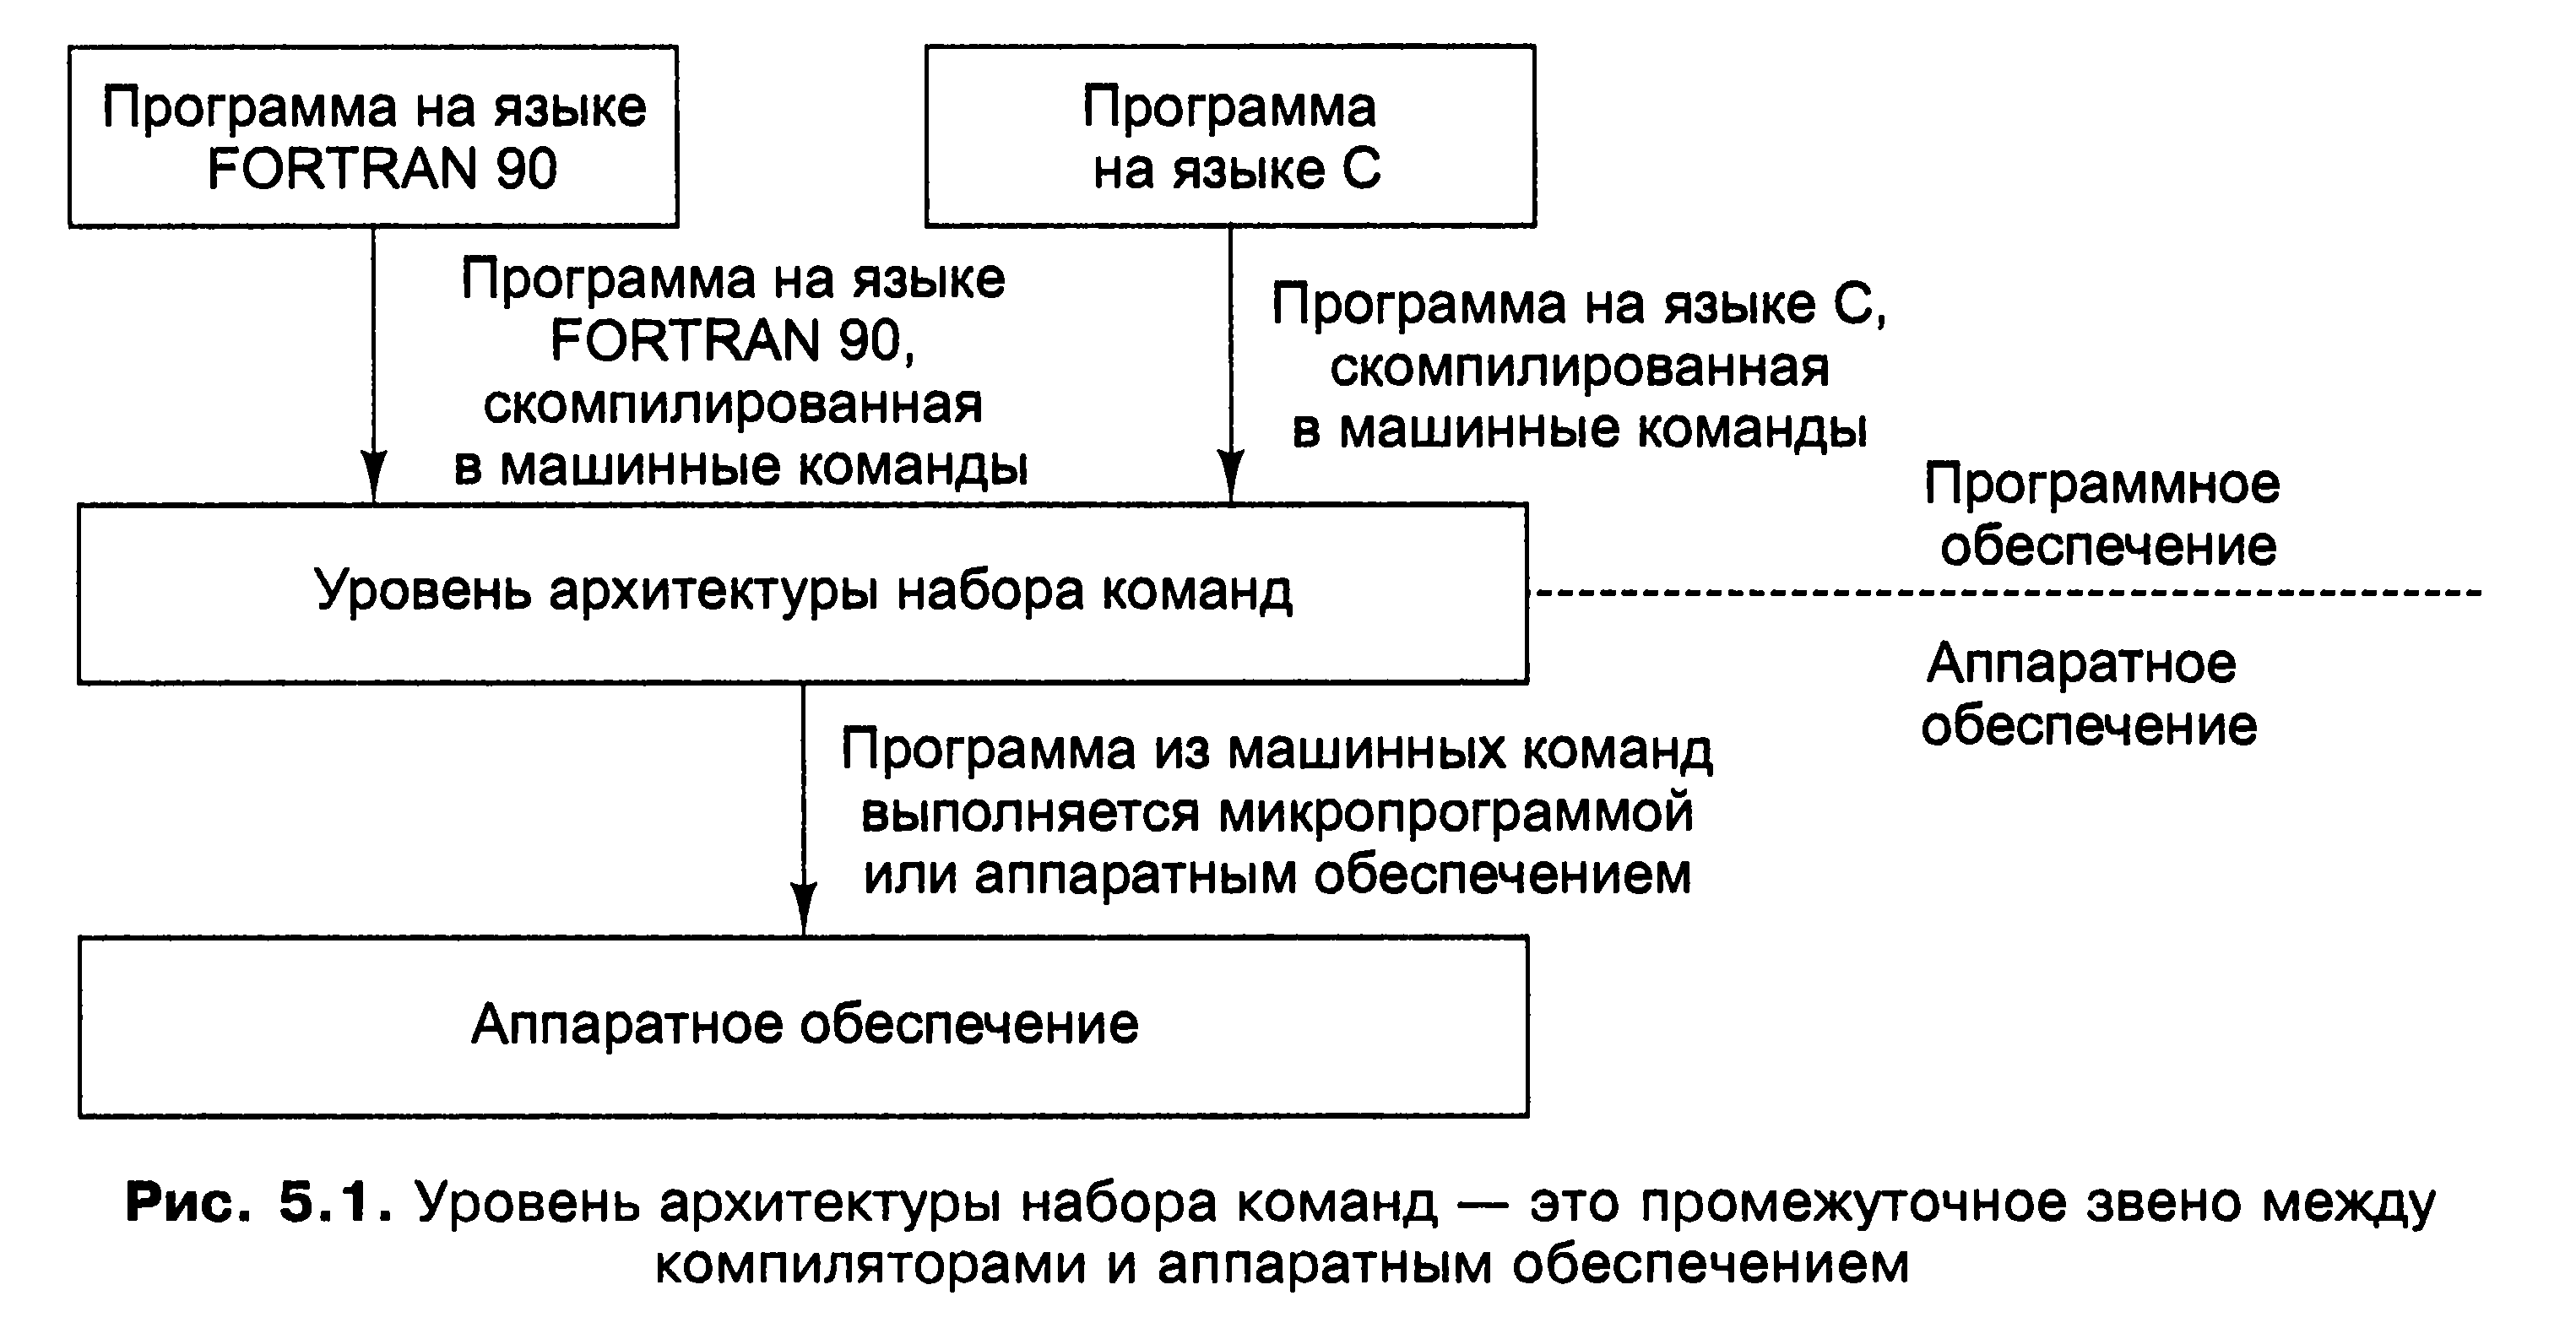 Программа на языке
FORTRAN 90
Программа
на языке C
Программа на языке
FORTRAN 90,
скомпилированная
в машинные команды
Программа на языке C,
скомпилированная
в машинные команды
Программное
обеспечение
Уровень архитектуры набора команд
Аппаратное
обеспечение
Программа из машинных команд
выполняется микропрограммой
или аппаратным обеспечением
Аппаратное обеспечение
Рис. 5.1. Уровень архитектуры набора команд — это промежуточное звено между
компиляторами и аппаратным обеспечением